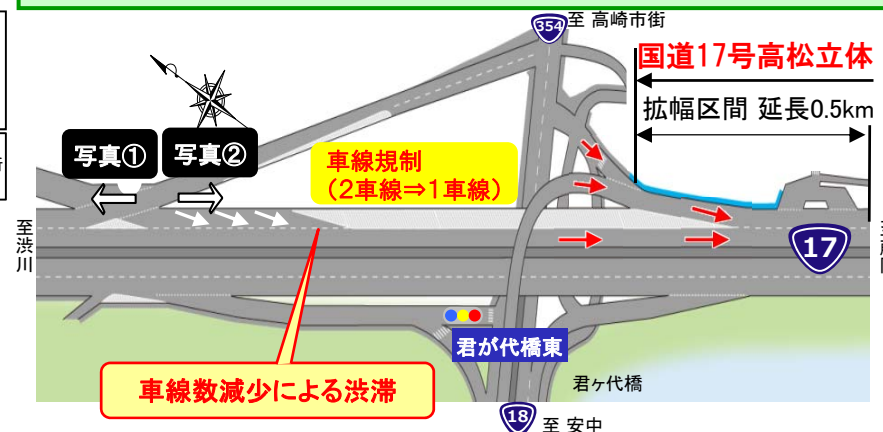 354
至 高崎市街
国道17号高松立体
拡幅区間 延長0.5km
写真①
写真②
車線規制
(2車線⇒1車線)
至渋川
17
君が代橋東
車線数減少による渋滞
君ケ代橋
18
至 安中